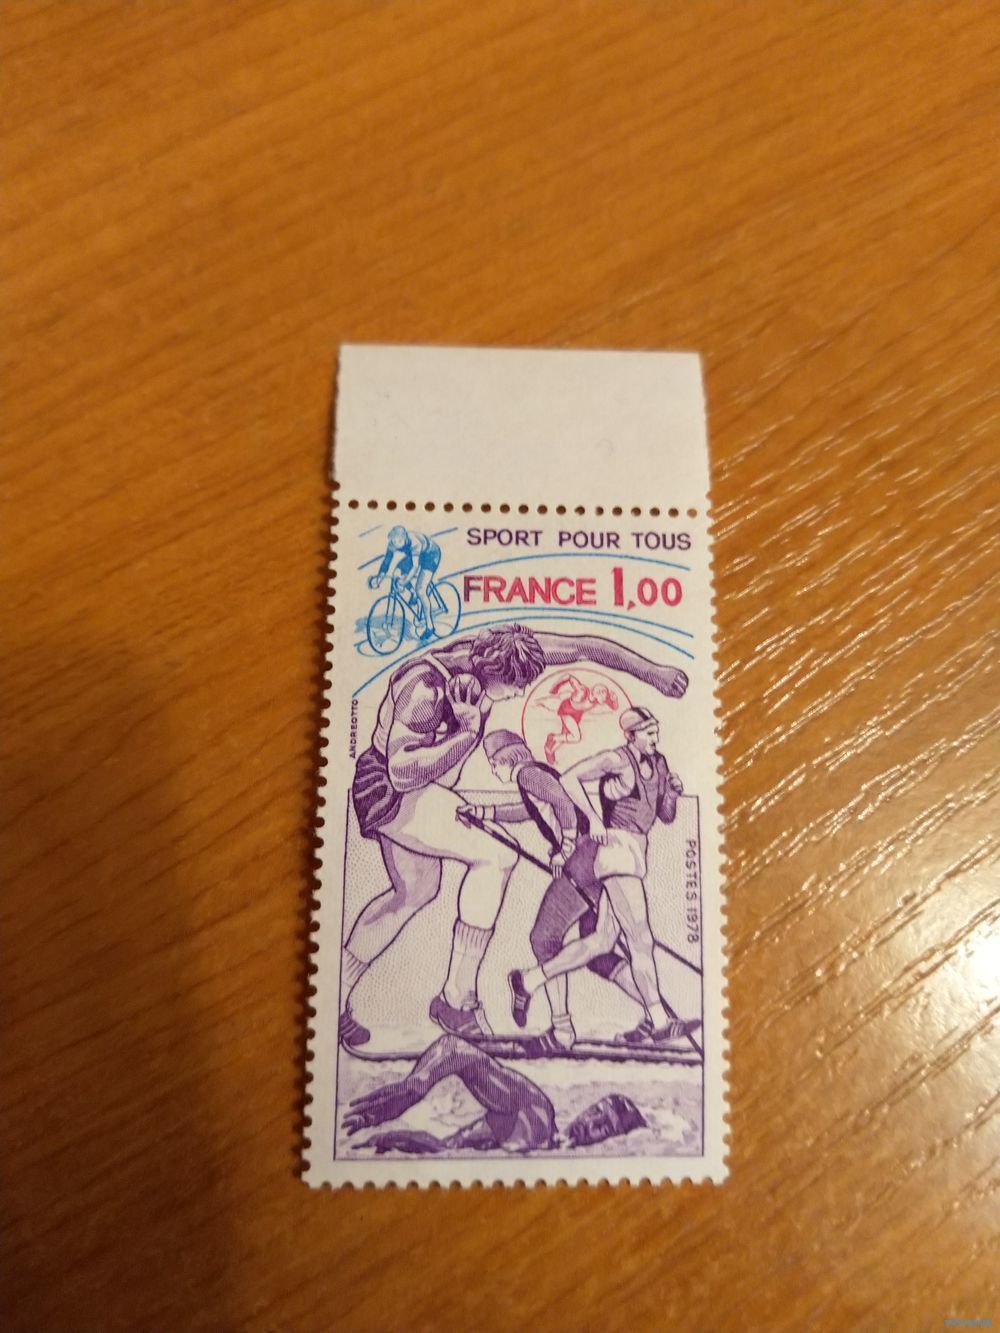 SPORT POUR TOUS
FRANCE 1,00
ANDREOTTO
POSTES 1978